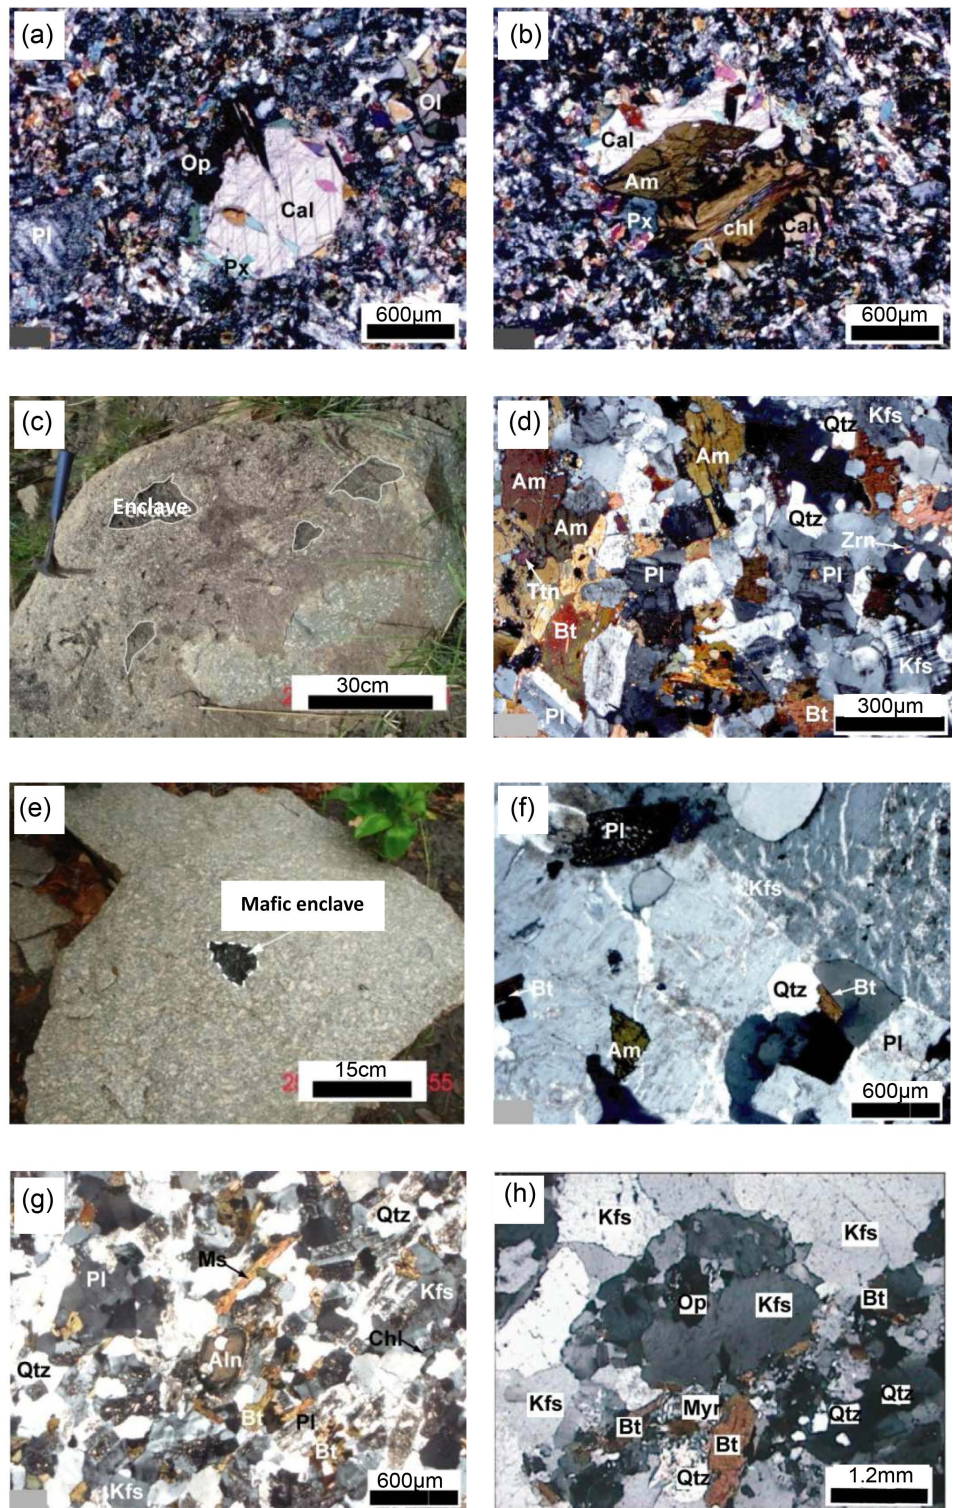 (a)
Ol
Op
Cal
Pl
Px
600µm
(b)
Cal
Am
Px
chl
Cal
600µm
(c)
Enclave
30cm
(d)
Kfs
Qtz
Am
Am
Qtz
Am
Zrn
Pl
Pl
Ttn
Bt
Kfs
Pl
Bt
300µm
(e)
Mafic enclave
15cm
2
55
(f)
Pl
Kfs
Bt
Qtz
Bt
Am
Pl
600µm
(g)
Qtz
Ms
Pl
Kfs
Chl
Aln
Qtz
Bt
Pl
Bt
Kfs
600µm
(h)
Kfs
Kfs
Bt
Op
Kfs
Kfs
Qtz
Myr
Bt
Qtz
Bt
Qtz
1.2mm